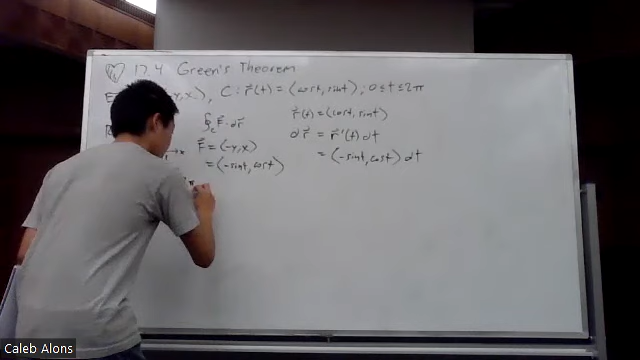 17.4 Green's Theorem
-y,x), C: r⃗(t) = (cost, sint); 0≤t≤2π
∮_C F⃗·dr⃗
F⃗ = (-y,x)
= (-sint, cost)
r⃗(t) = (cost, sint)
dr⃗ = r⃗'(t) dt
= (-sint, cost) dt
Caleb Alons